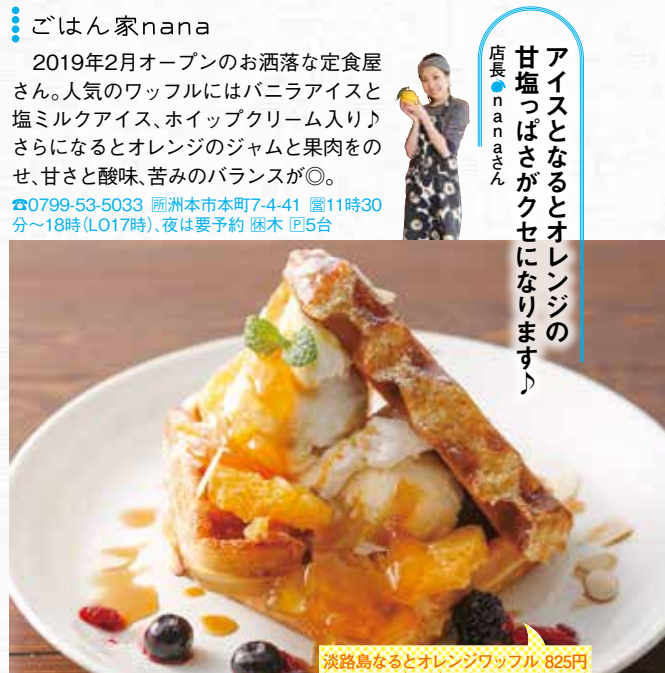 ごはん家nana
2019年2月オープンのお洒落な定食屋
さん。人気のワッフルにはバニラアイスと
塩ミルクアイス、ホイップクリーム入り♪
さらになるとオレンジのジャムと果肉をの
せ、甘さと酸味、苦みのバランスが◎。
☎0799-53-5033 所洲本市本町7-4-41 営11時30
分～18時(LO17時)、夜は要予約 休木 P5台
アイスとなるとオレンジの
甘塩っぱさがクセになります♪
店長●nanaさん
淡路島なるとオレンジワッフル 825円